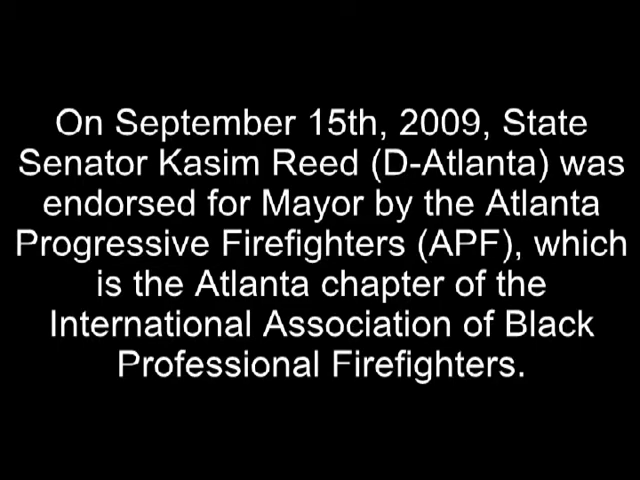 On September 15th, 2009, State
Senator Kasim Reed (D-Atlanta) was
endorsed for Mayor by the Atlanta
Progressive Firefighters (APF), which
is the Atlanta chapter of the
International Association of Black
Professional Firefighters.